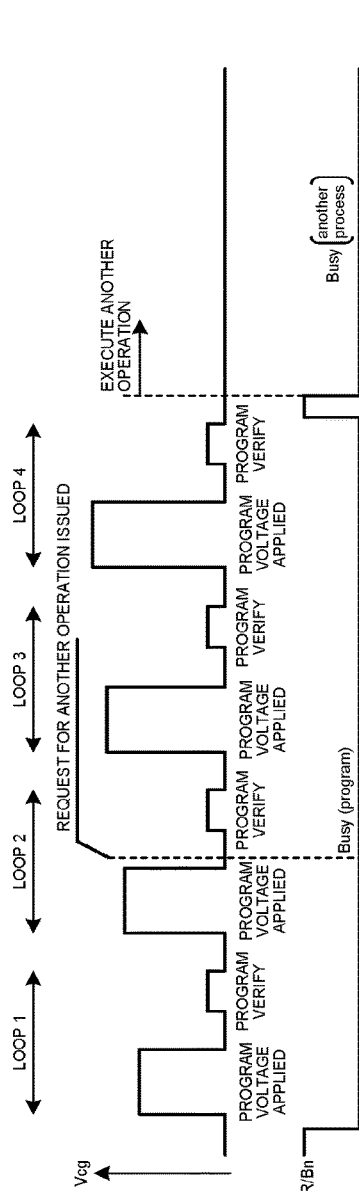 LOOP 1
LOOP 2
LOOP 3
LOOP 4
REQUEST FOR ANOTHER OPERATION ISSUED
EXECUTE ANOTHER
OPERATION
Vcg
PROGRAM
VOLTAGE
APPLIED
PROGRAM
VERIFY
PROGRAM
VOLTAGE
APPLIED
PROGRAM
VERIFY
PROGRAM
VOLTAGE
APPLIED
PROGRAM
VERIFY
PROGRAM
VOLTAGE
APPLIED
PROGRAM
VERIFY
R/Bn
Busy (program)
Busy (another
process)